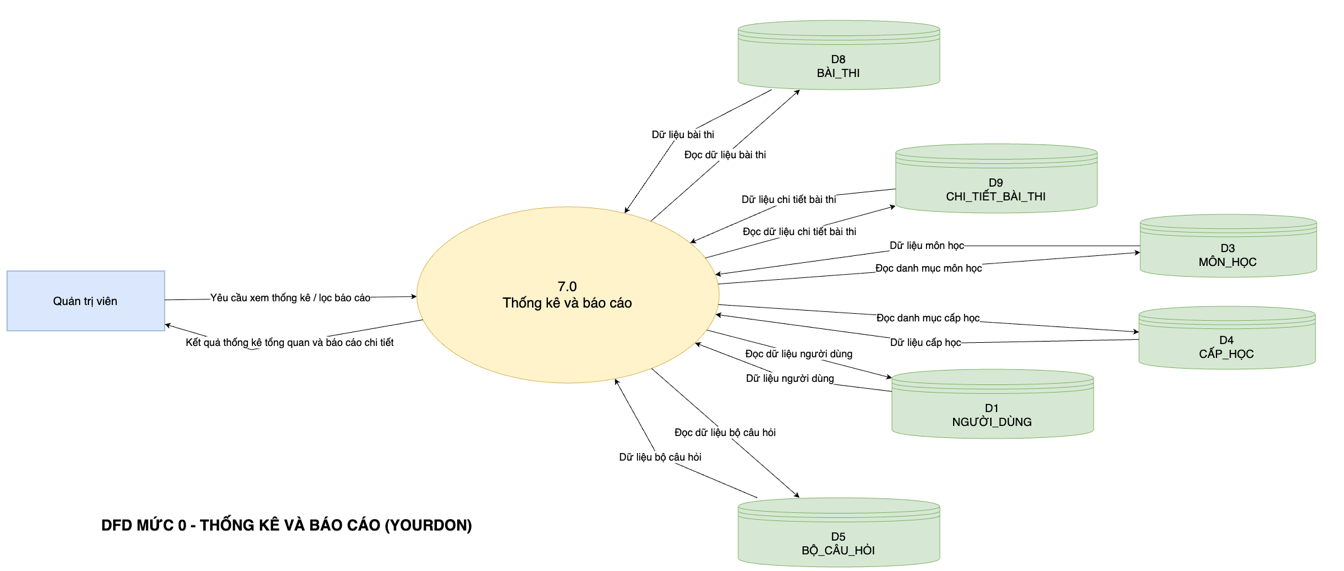 D8
BÀI_THI
Dữ liệu bài thi
Đọc dữ liệu bài thi
D9
CHI_TIẾT_BÀI_THI
Dữ liệu chi tiết bài thi
Đọc dữ liệu chi tiết bài thi
Dữ liệu môn học
D3
MÔN_HỌC
Đọc danh mục môn học
Quản trị viên
Yêu cầu xem thống kê / lọc báo cáo
7.0
Thống kê và báo cáo
Đọc danh mục cấp học
Dữ liệu cấp học
D4
CẤP_HỌC
Kết quả thống kê tổng quan và báo cáo chi tiết
Đọc dữ liệu người dùng
Dữ liệu người dùng
D1
NGƯỜI_DÙNG
Đọc dữ liệu bộ câu hỏi
Dữ liệu bộ câu hỏi
DFD MỨC 0 - THỐNG KÊ VÀ BÁO CÁO (YOURDON)
D5
BỘ_CÂU_HỎI